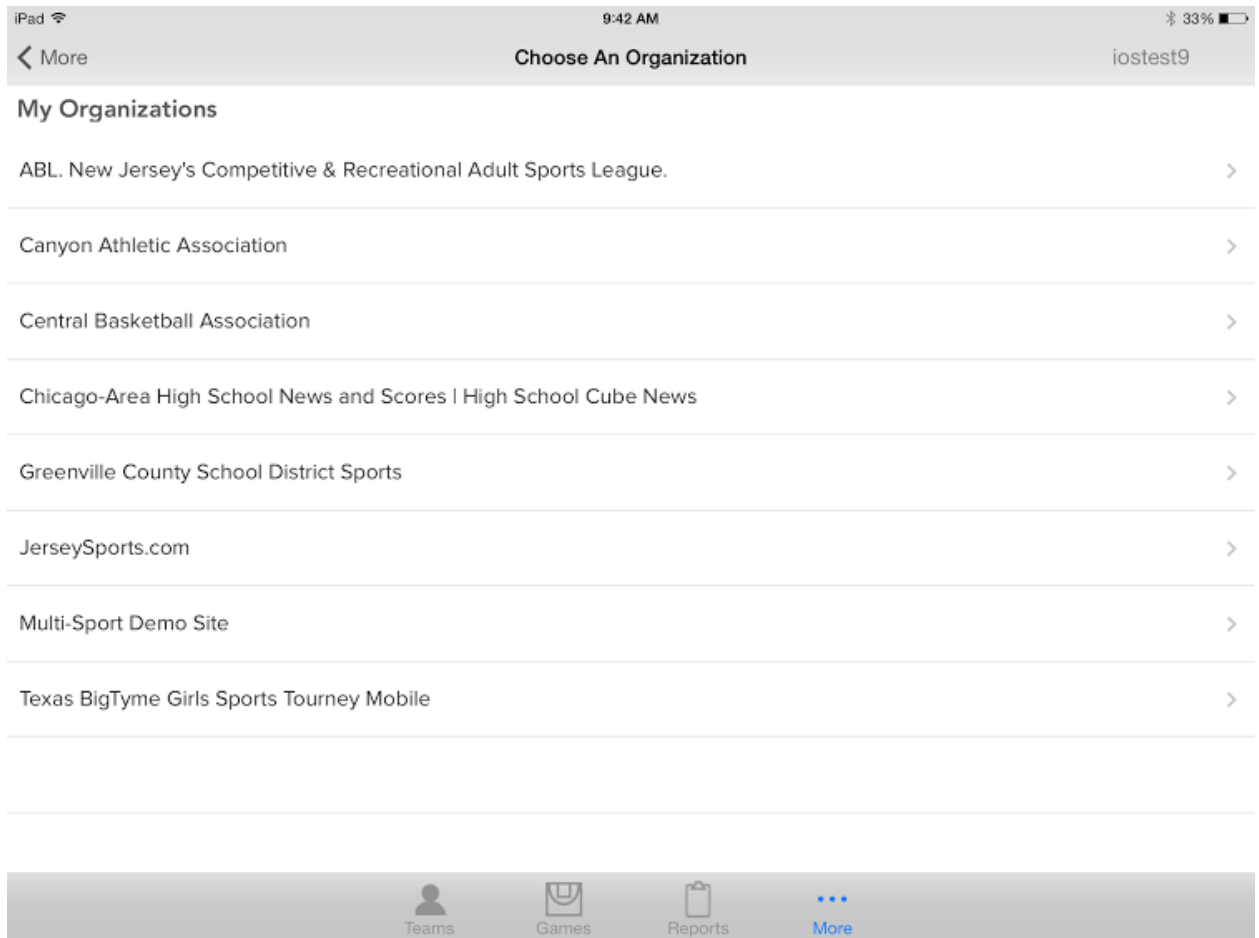 iPad 9:42 AM 33%
More Choose An Organization iostest9
My Organizations
ABL. New Jersey's Competitive & Recreational Adult Sports League.
Canyon Athletic Association
Central Basketball Association
Chicago-Area High School News and Scores | High School Cube News
Greenville County School District Sports
JerseySports.com
Multi-Sport Demo Site
Texas BigTyme Girls Sports Tourney Mobile
Teams Games Reports More